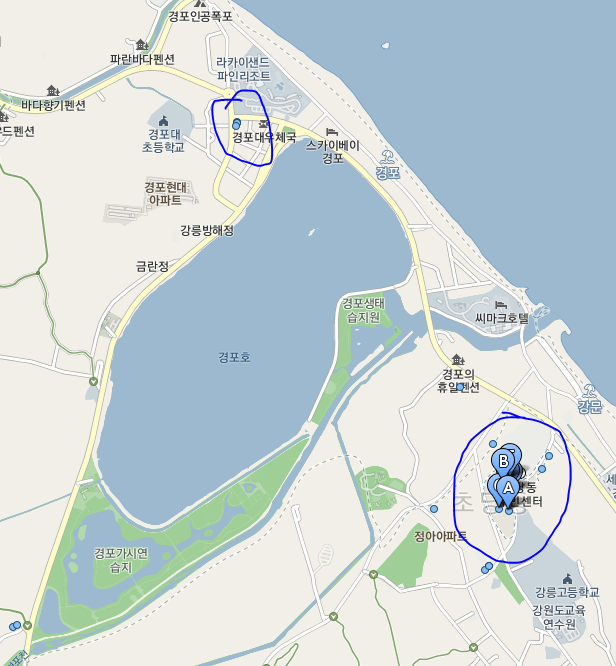 경포인공폭포
파란바다펜션
라카이샌드
파인리조트
바다향기펜션
운드펜션
경포대
초등학교
경포대우체국
스카이베이
경포
경포
경포현대
아파트
강릉방해정
금란정
경포생태
습지원
씨마크호텔
경포호
경포의
휴일펜션
강문
B
A
초당동
센터
정아아파트
경포가시연
습지
강릉고등학교
강원도교육
연수원
경포천